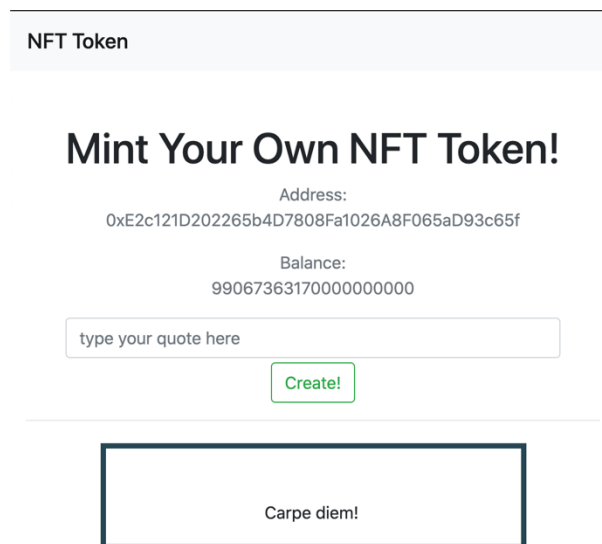 NFT Token
Mint Your Own NFT Token!
Address:
0xE2c121D202265b4D7808Fa1026A8F065aD93c65f
Balance:
99067363170000000000
type your quote here
Create!
Carpe diem!